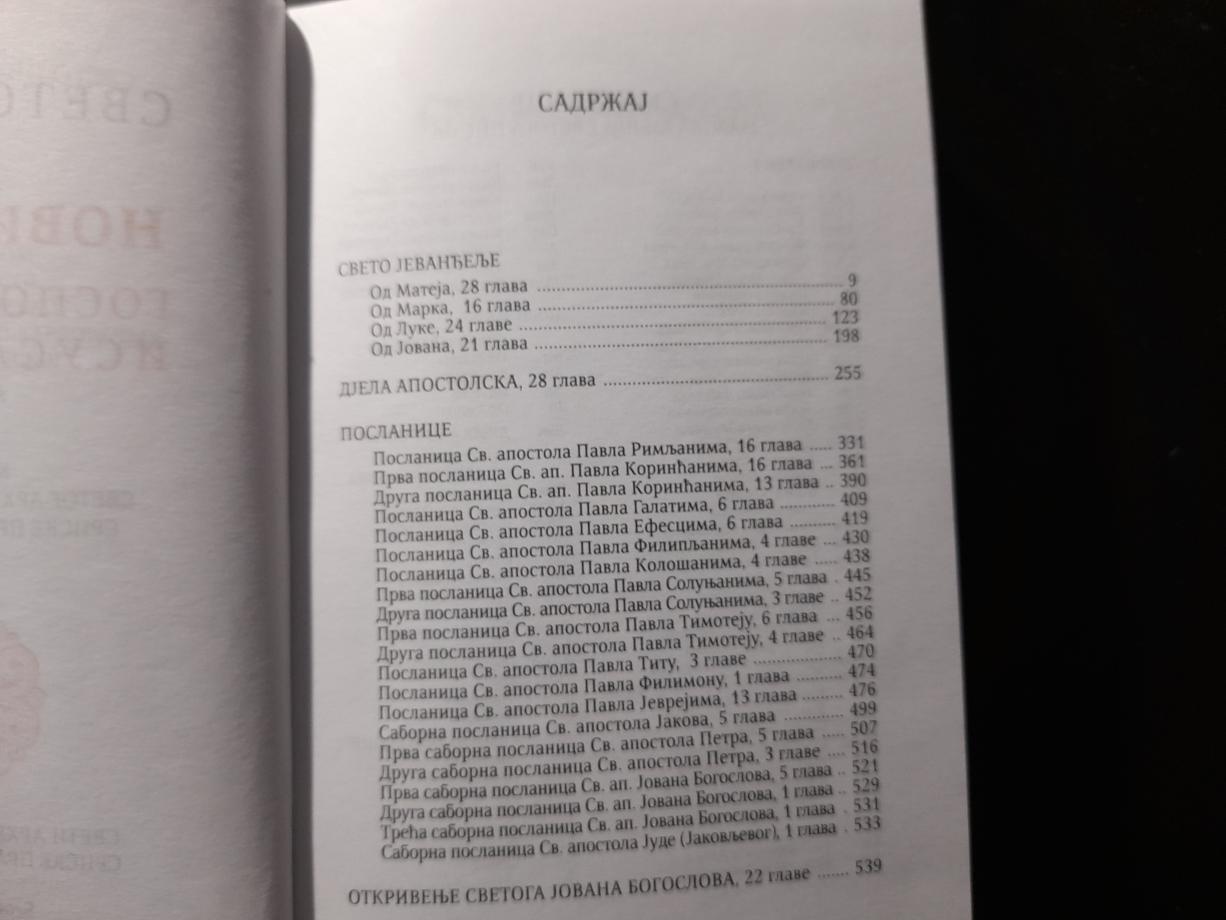 САДРЖАЈ
СВЕТО ЈЕВАНЂЕЉЕ
Од Матеја, 28 глава ........ 9
Од Марка, 16 глава ........ 80
Од Луке, 24 главе ........ 123
Од Јована, 21 глава ........ 198
ДЈЕЛА АПОСТОЛСКА, 28 глава ........ 255
ПОСЛАНИЦЕ
Посланица Св. апостола Павла Римљанима, 16 глава ..... 331
Прва посланица Св. ап. Павла Коринћанима, 16 глава ... 361
Друга посланица Св. ап. Павла Коринћанима, 13 глава .. 390
Посланица Св. апостола Павла Галатима, 6 глава ............ 409
Посланица Св. апостола Павла Ефесцима, 6 глава .......... 419
Посланица Св. апостола Павла Филипљанима, 4 главе ... 430
Посланица Св. апостола Павла Колошанима, 4 главе ..... 438
Прва посланица Св. апостола Павла Солуњанима, 5 глава . 445
Друга посланица Св. апостола Павла Солуњанима, 3 главе .. 452
Прва посланица Св. апостола Павла Тимотеју, 6 глава ... 456
Друга посланица Св. апостола Павла Тимотеју, 4 главе .. 464
Посланица Св. апостола Павла Титу, 3 главе ................... 470
Посланица Св. апостола Павла Филимону, 1 глава .......... 474
Посланица Св. апостола Павла Јеврејима, 13 глава ......... 476
Саборна посланица Св. апостола Јакова, 5 глава ............. 499
Прва саборна посланица Св. апостола Петра, 5 глава ..... 507
Друга саборна посланица Св. апостола Петра, 3 главе .... 516
Прва саборна посланица Св. ап. Јована Богослова, 5 глава .. 521
Друга саборна посланица Св. ап. Јована Богослова, 1 глава .. 529
Трећа саборна посланица Св. ап. Јована Богослова, 1 глава . 531
Саборна посланица Св. апостола Јуде (Јаковљевог), 1 глава . 533
ОТКРИВЕЊЕ СВЕТОГА ЈОВАНА БОГОСЛОВА, 22 главе ....... 539